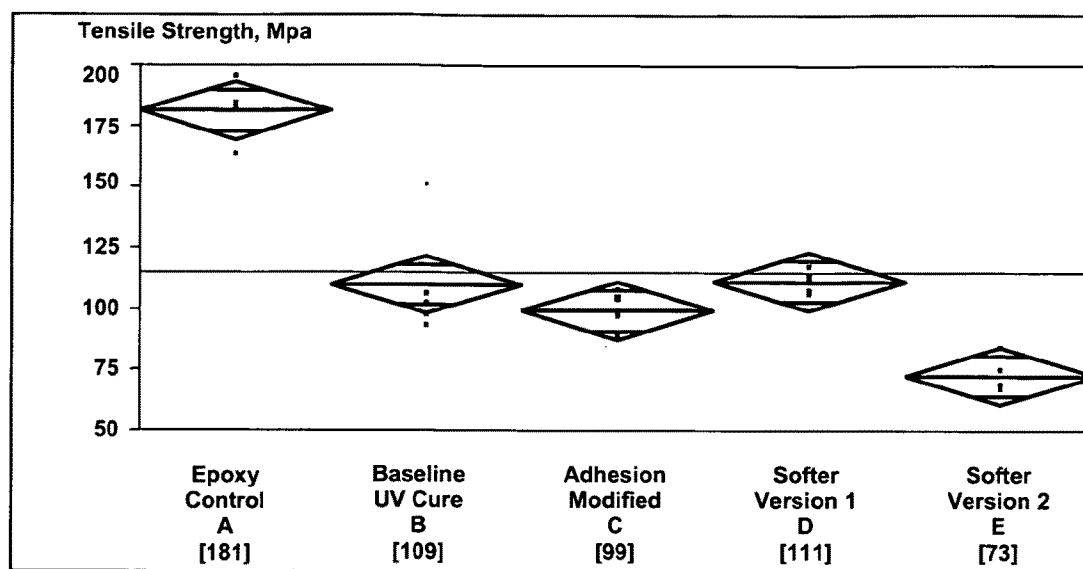 Tensile Strength, Mpa
200
175
150
125
100
75
50
Epoxy Control A [181]
Baseline UV Cure B [109]
Adhesion Modified C [99]
Softer Version 1 D [111]
Softer Version 2 E [73]